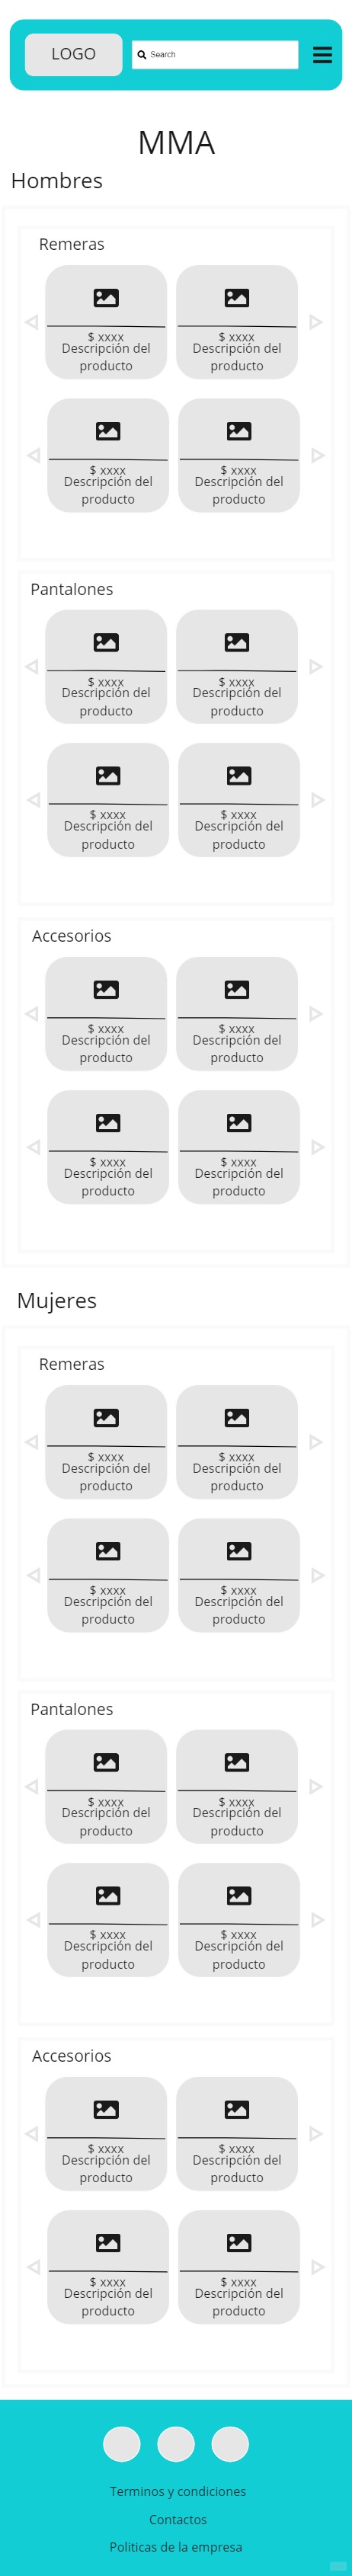 LOGO
Search
MMA
Hombres
Remeras
$ xxxx $ xxxx
Descripción del Descripción del
producto producto
$ xxxx $ xxxx
Descripción del Descripción del
producto producto
Pantalones
$ xxxx $ xxxx
Descripción del Descripción del
producto producto
$ xxxx $ xxxx
Descripción del Descripción del
producto producto
Accesorios
$ xxxx $ xxxx
Descripción del Descripción del
producto producto
$ xxxx $ xxxx
Descripción del Descripción del
producto producto
Mujeres
Remeras
$ xxxx $ xxxx
Descripción del Descripción del
producto producto
$ xxxx $ xxxx
Descripción del Descripción del
producto producto
Pantalones
$ xxxx $ xxxx
Descripción del Descripción del
producto producto
$ xxxx $ xxxx
Descripción del Descripción del
producto producto
Accesorios
$ xxxx $ xxxx
Descripción del Descripción del
producto producto
$ xxxx $ xxxx
Descripción del Descripción del
producto producto
Terminos y condiciones
Contactos
Politicas de la empresa